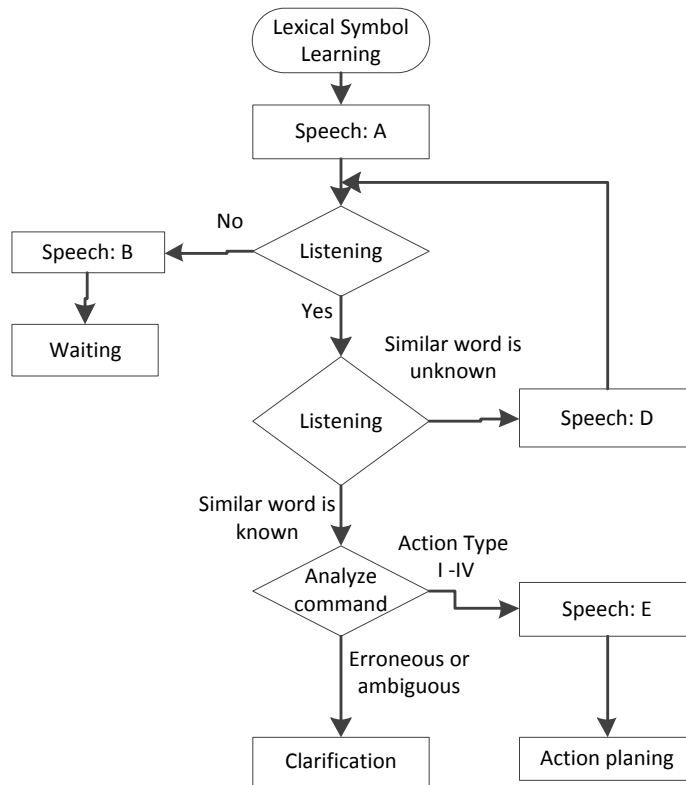 Lexical Symbol
Learning
Speech: A
No
Speech: B
Listening
Yes
Waiting
Similar word is
unknown
Listening
Speech: D
Similar word is
known
Action Type
I -IV
Analyze
command
Speech: E
Erroneous or
ambiguous
Clarification
Action planing